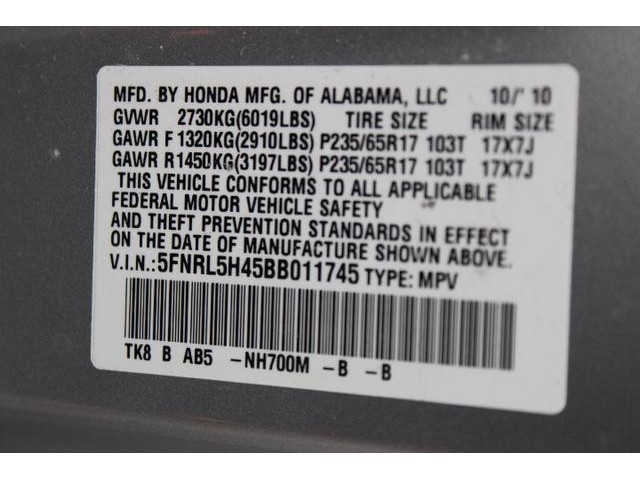 MFD. BY HONDA MFG. OF ALABAMA, LLC 10/'10
GVWR 2730KG(6019LBS) TIRE SIZE RIM SIZE
GAWR F 1320KG(2910LBS) P235/65R17 103T 17X7J
GAWR R1450KG(3197LBS) P235/65R17 103T 17X7J
THIS VEHICLE CONFORMS TO ALL APPLICABLE
FEDERAL MOTOR VEHICLE SAFETY
AND THEFT PREVENTION STANDARDS IN EFFECT
ON THE DATE OF MANUFACTURE SHOWN ABOVE.
V.I.N.:5FNRL5H45BB011745 TYPE: MPV
TK8 B AB5 -NH700M -B -B